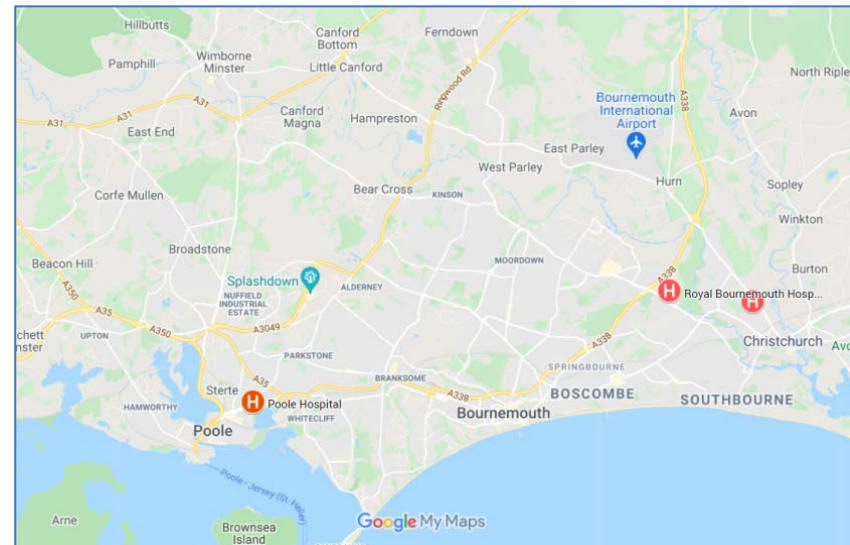 Hillbutts
Canford
Bottom
Ferndown
Pamphill
Wimborne
Minster
Little Canford
Ringwood Rd
A338
North Riple
A31
A31
A31
East End
Canford
Magna
Hampreston
Bournemouth
International
Airport
Avon
East Parley
West Parley
Corfe Mullen
Bear Cross
KINSON
Hurn
Sopley
Winkton
Broadstone
Beacon Hill
MOORDOWN
Burton
Splashdown
ALDERNEY
A338
H
Royal Bournemouth Hosp...
H
A350
A35
NUFFIELD
INDUSTRIAL
ESTATE
chett
nster
UPTON
A350
A3049
A338
Christchurch
Avo
PARKSTONE
SPRINGBOURNE
Sterte
A35
BRANKSOME
A338
BOSCOMBE
SOUTHBOURNE
HAMWORTHY
H
Poole Hospital
WHITECLIFF
Bournemouth
Poole
Poole - Jersey (St. Helier)
Arne
Brownsea
Island
Google My Maps